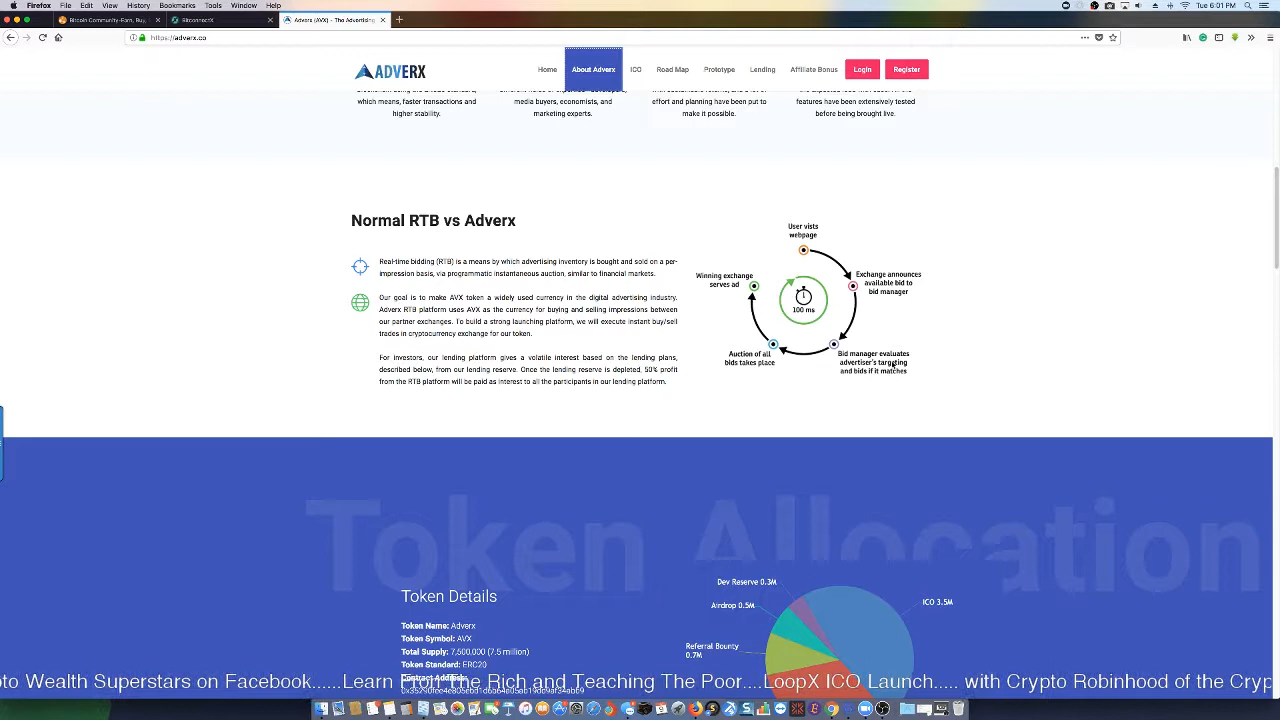 Firefox File Edit View History Bookmarks Tools Window Help
Tue 6:01 PM
Bitcoin Community-Earn, Buy,
BitconnectX
Adverx (AVX) - The Advertising
https://adverx.co
ADVERX
Home About Adverx ICO Road Map Prototype Lending Affiliate Bonus Login Register
which means, faster transactions and
higher stability.
media buyers, economists, and
marketing experts.
effort and planning have been put to
make it possible.
features have been extensively tested
before being brought live.
Normal RTB vs Adverx
Real-time bidding (RTB) is a means by which advertising inventory is bought and sold on a per-
impression basis, via programmatic instantaneous auction, similar to financial markets.
Our goal is to make AVX token a widely used currency in the digital advertising industry.
Adverx RTB platform uses AVX as the currency for buying and selling impressions between
our partner exchanges. To build a strong launching platform, we will execute instant buy/sell
trades in cryptocurrency exchange for our token.
For investors, our lending platform gives a volatile interest based on the lending plans,
described below, from our lending reserve. Once the lending reserve is depleted, 50% profit
from the RTB platform will be paid as interest to all the participants in our lending platform.
User vists
webpage
Exchange announces
available bid to
bid manager
Bid manager evaluates
advertiser's targeting
and bids if it matches
Auction of all
bids takes place
Winning exchange
serves ad
100 ms
Token Allocation
Token Details
Token Name: Adverx
Token Symbol: AVX
Total Supply: 7,500,000 (7.5 million)
Token Standard: ERC20
Contract Address:
Dev Reserve 0.3M
Airdrop 0.5M
Referral Bounty
0.7M
ICO 3.5M
to Wealth Superstars on Facebook.....Learn From The Rich and Teaching The Poor....LoopX ICO Launch..... with Crypto Robinhood of the Cryp